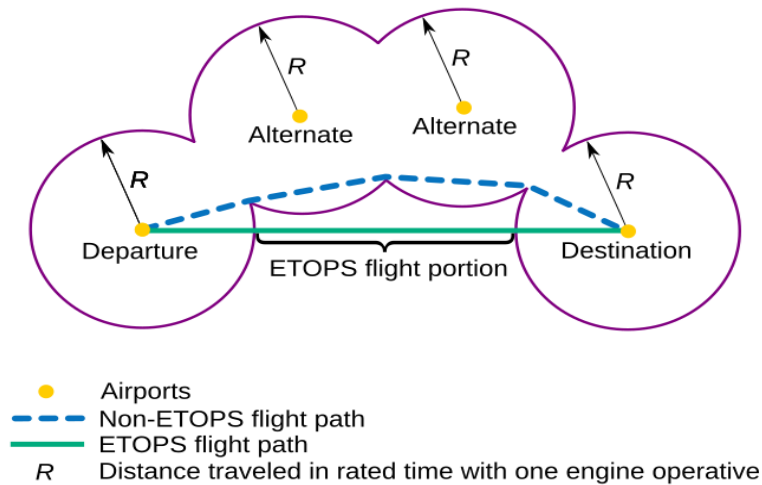 R
R
Alternate
Alternate
R
R
Departure
Destination
ETOPS flight portion
Airports
Non-ETOPS flight path
ETOPS flight path
R Distance traveled in rated time with one engine operative